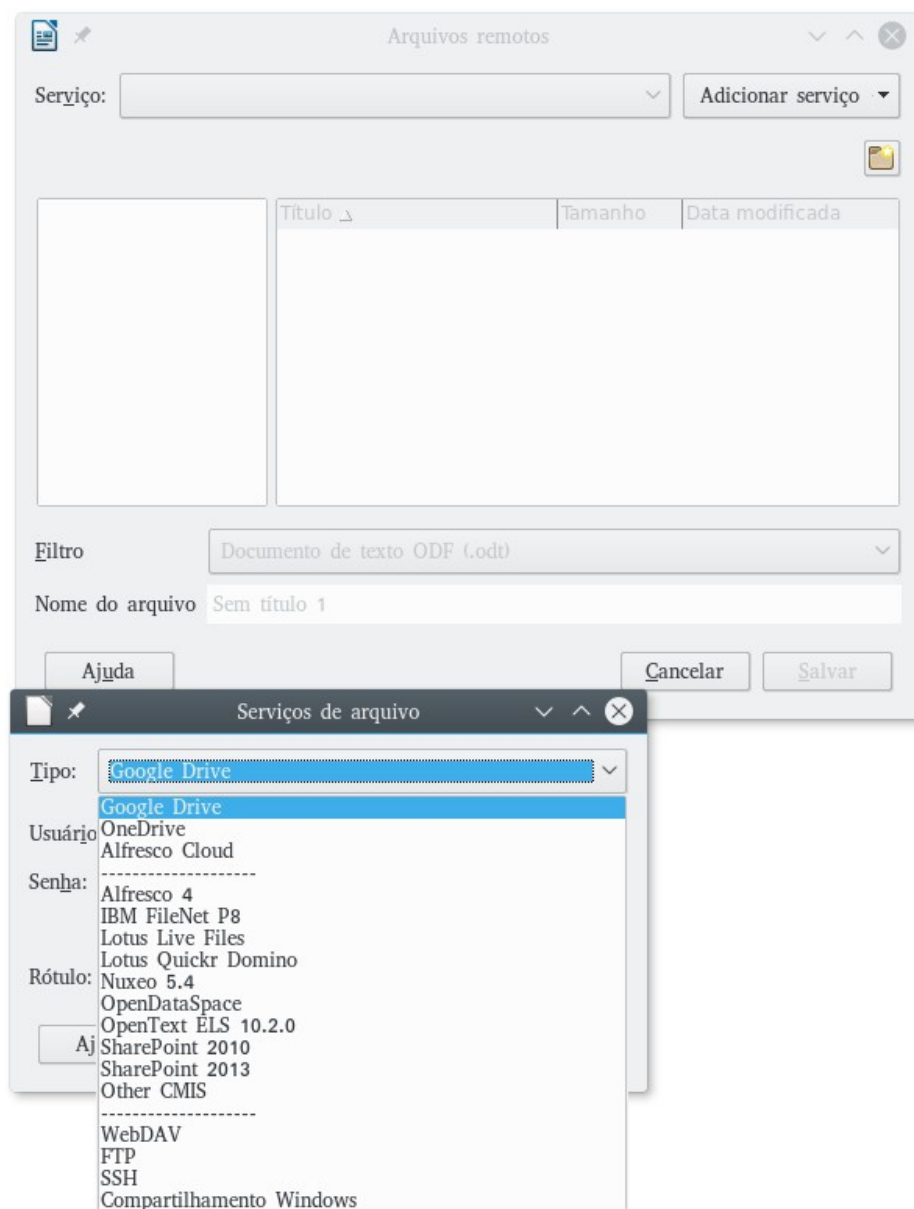 Arquivos remotos
Serviço: Adicionar serviço
Título Tamanho Data modificada
Filtro Documento de texto ODF (.odt)
Nome do arquivo Sem título 1
Ajuda Cancelar Salvar
Serviços de arquivo
Tipo: Google Drive
Google Drive
Usuário OneDrive
Alfresco Cloud
Senha: --------------------
Alfresco 4
IBM FileNet P8
Lotus Live Files
Lotus Quickr Domino
Rótulo: Nuxeo 5.4
OpenDataSpace
OpenText ELS 10.2.0
Aj SharePoint 2010
SharePoint 2013
Other CMIS
--------------------
WebDAV
FTP
SSH
Compartilhamento Windows